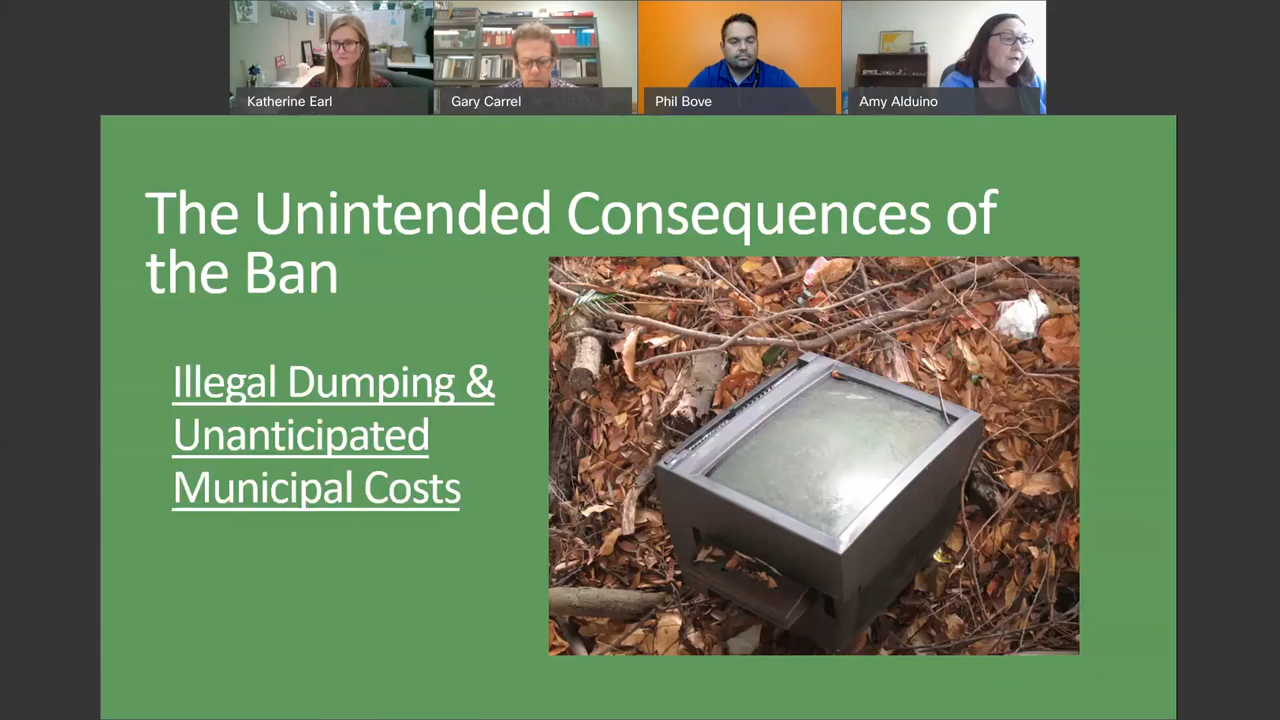 Katherine Earl
Gary Carrel
Phil Bove
Amy Alduino
The Unintended Consequences of
the Ban
Illegal Dumping &
Unanticipated
Municipal Costs